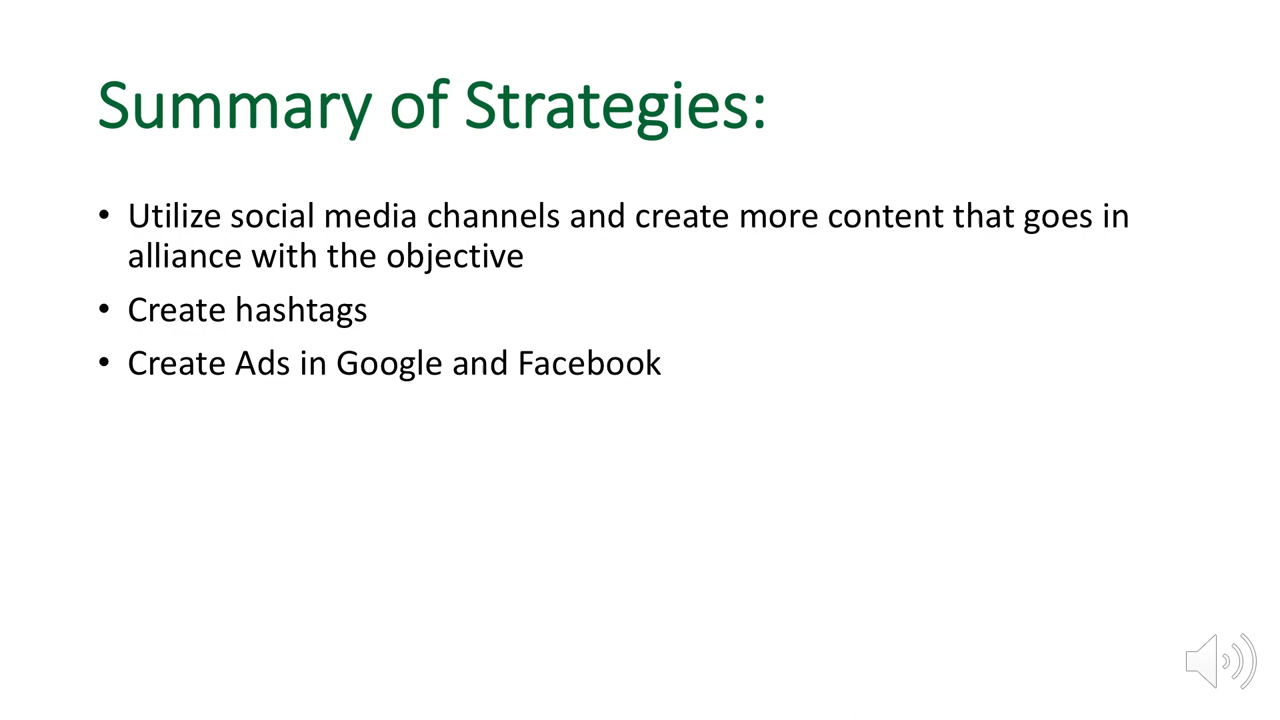 Summary of Strategies:
• Utilize social media channels and create more content that goes in
alliance with the objective
• Create hashtags
• Create Ads in Google and Facebook